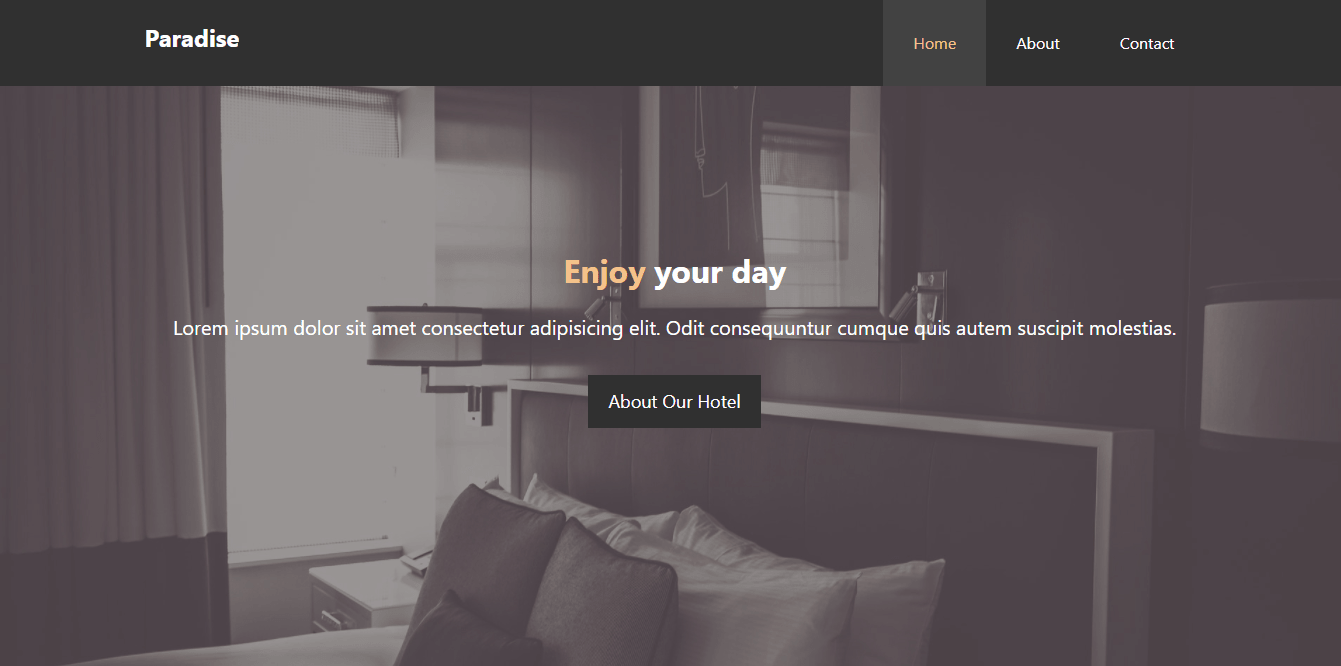 Paradise
Home About Contact
Enjoy your day
Lorem ipsum dolor sit amet consectetur adipisicing elit. Odit consequuntur cumque quis autem suscipit molestias.
About Our Hotel